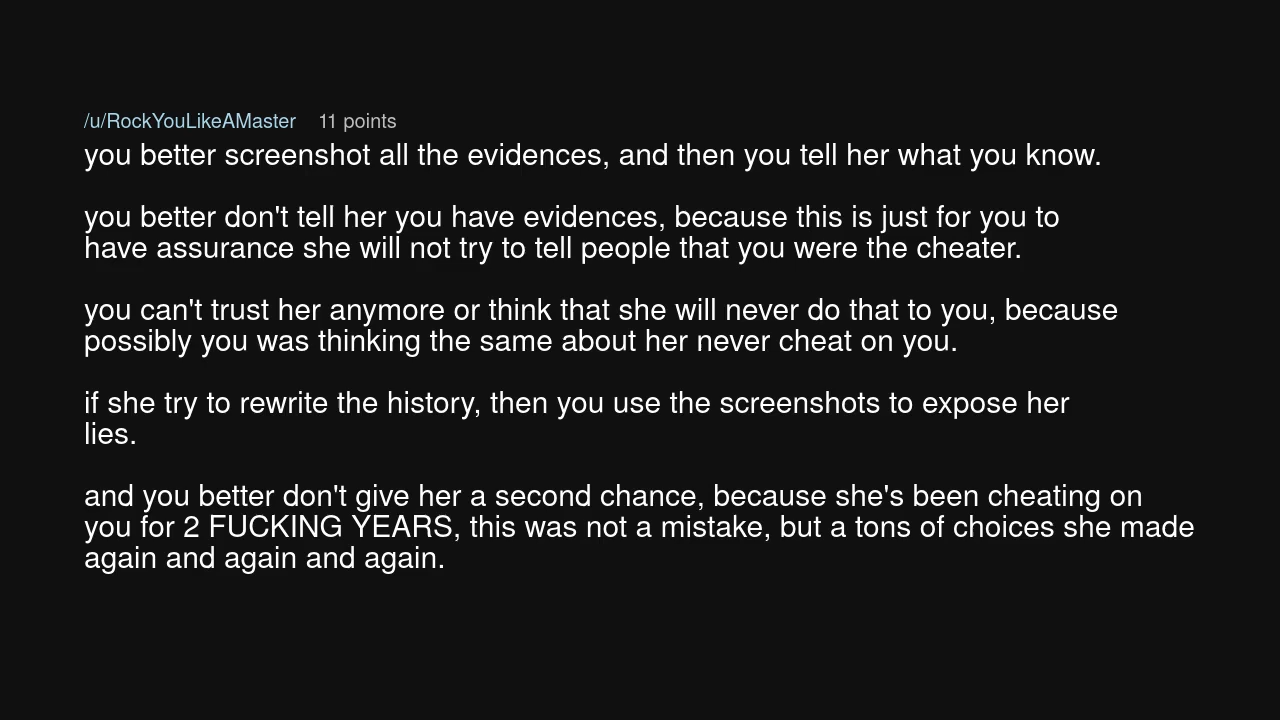 /u/RockYouLikeAMaster 11 points
you better screenshot all the evidences, and then you tell her what you know.
you better don't tell her you have evidences, because this is just for you to
have assurance she will not try to tell people that you were the cheater.
you can't trust her anymore or think that she will never do that to you, because
possibly you was thinking the same about her never cheat on you.
if she try to rewrite the history, then you use the screenshots to expose her
lies.
and you better don't give her a second chance, because she's been cheating on
you for 2 FUCKING YEARS, this was not a mistake, but a tons of choices she made
again and again and again.